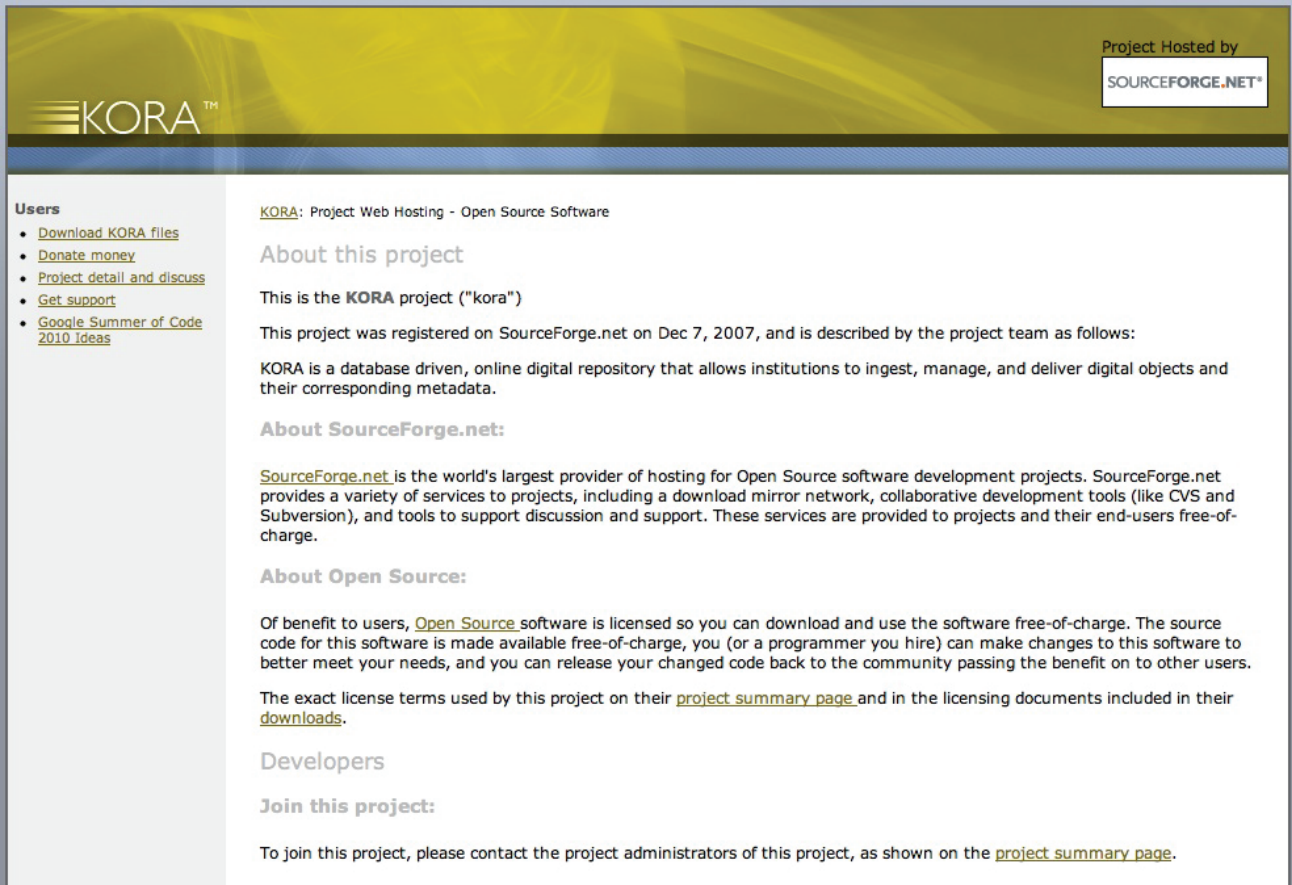 Project Hosted by
SOURCEFORGE.NET®
KORA™
Users
• Download KORA files
• Donate money
• Project detail and discuss
• Get support
• Google Summer of Code
2010 Ideas
KORA: Project Web Hosting - Open Source Software
About this project
This is the KORA project ("kora")
This project was registered on SourceForge.net on Dec 7, 2007, and is described by the project team as follows:
KORA is a database driven, online digital repository that allows institutions to ingest, manage, and deliver digital objects and
their corresponding metadata.
About SourceForge.net:
SourceForge.net is the world's largest provider of hosting for Open Source software development projects. SourceForge.net
provides a variety of services to projects, including a download mirror network, collaborative development tools (like CVS and
Subversion), and tools to support discussion and support. These services are provided to projects and their end-users free-of-
charge.
About Open Source:
Of benefit to users, Open Source software is licensed so you can download and use the software free-of-charge. The source
code for this software is made available free-of-charge, you (or a programmer you hire) can make changes to this software to
better meet your needs, and you can release your changed code back to the community passing the benefit on to other users.
The exact license terms used by this project on their project summary page and in the licensing documents included in their
downloads.
Developers
Join this project:
To join this project, please contact the project administrators of this project, as shown on the project summary page.